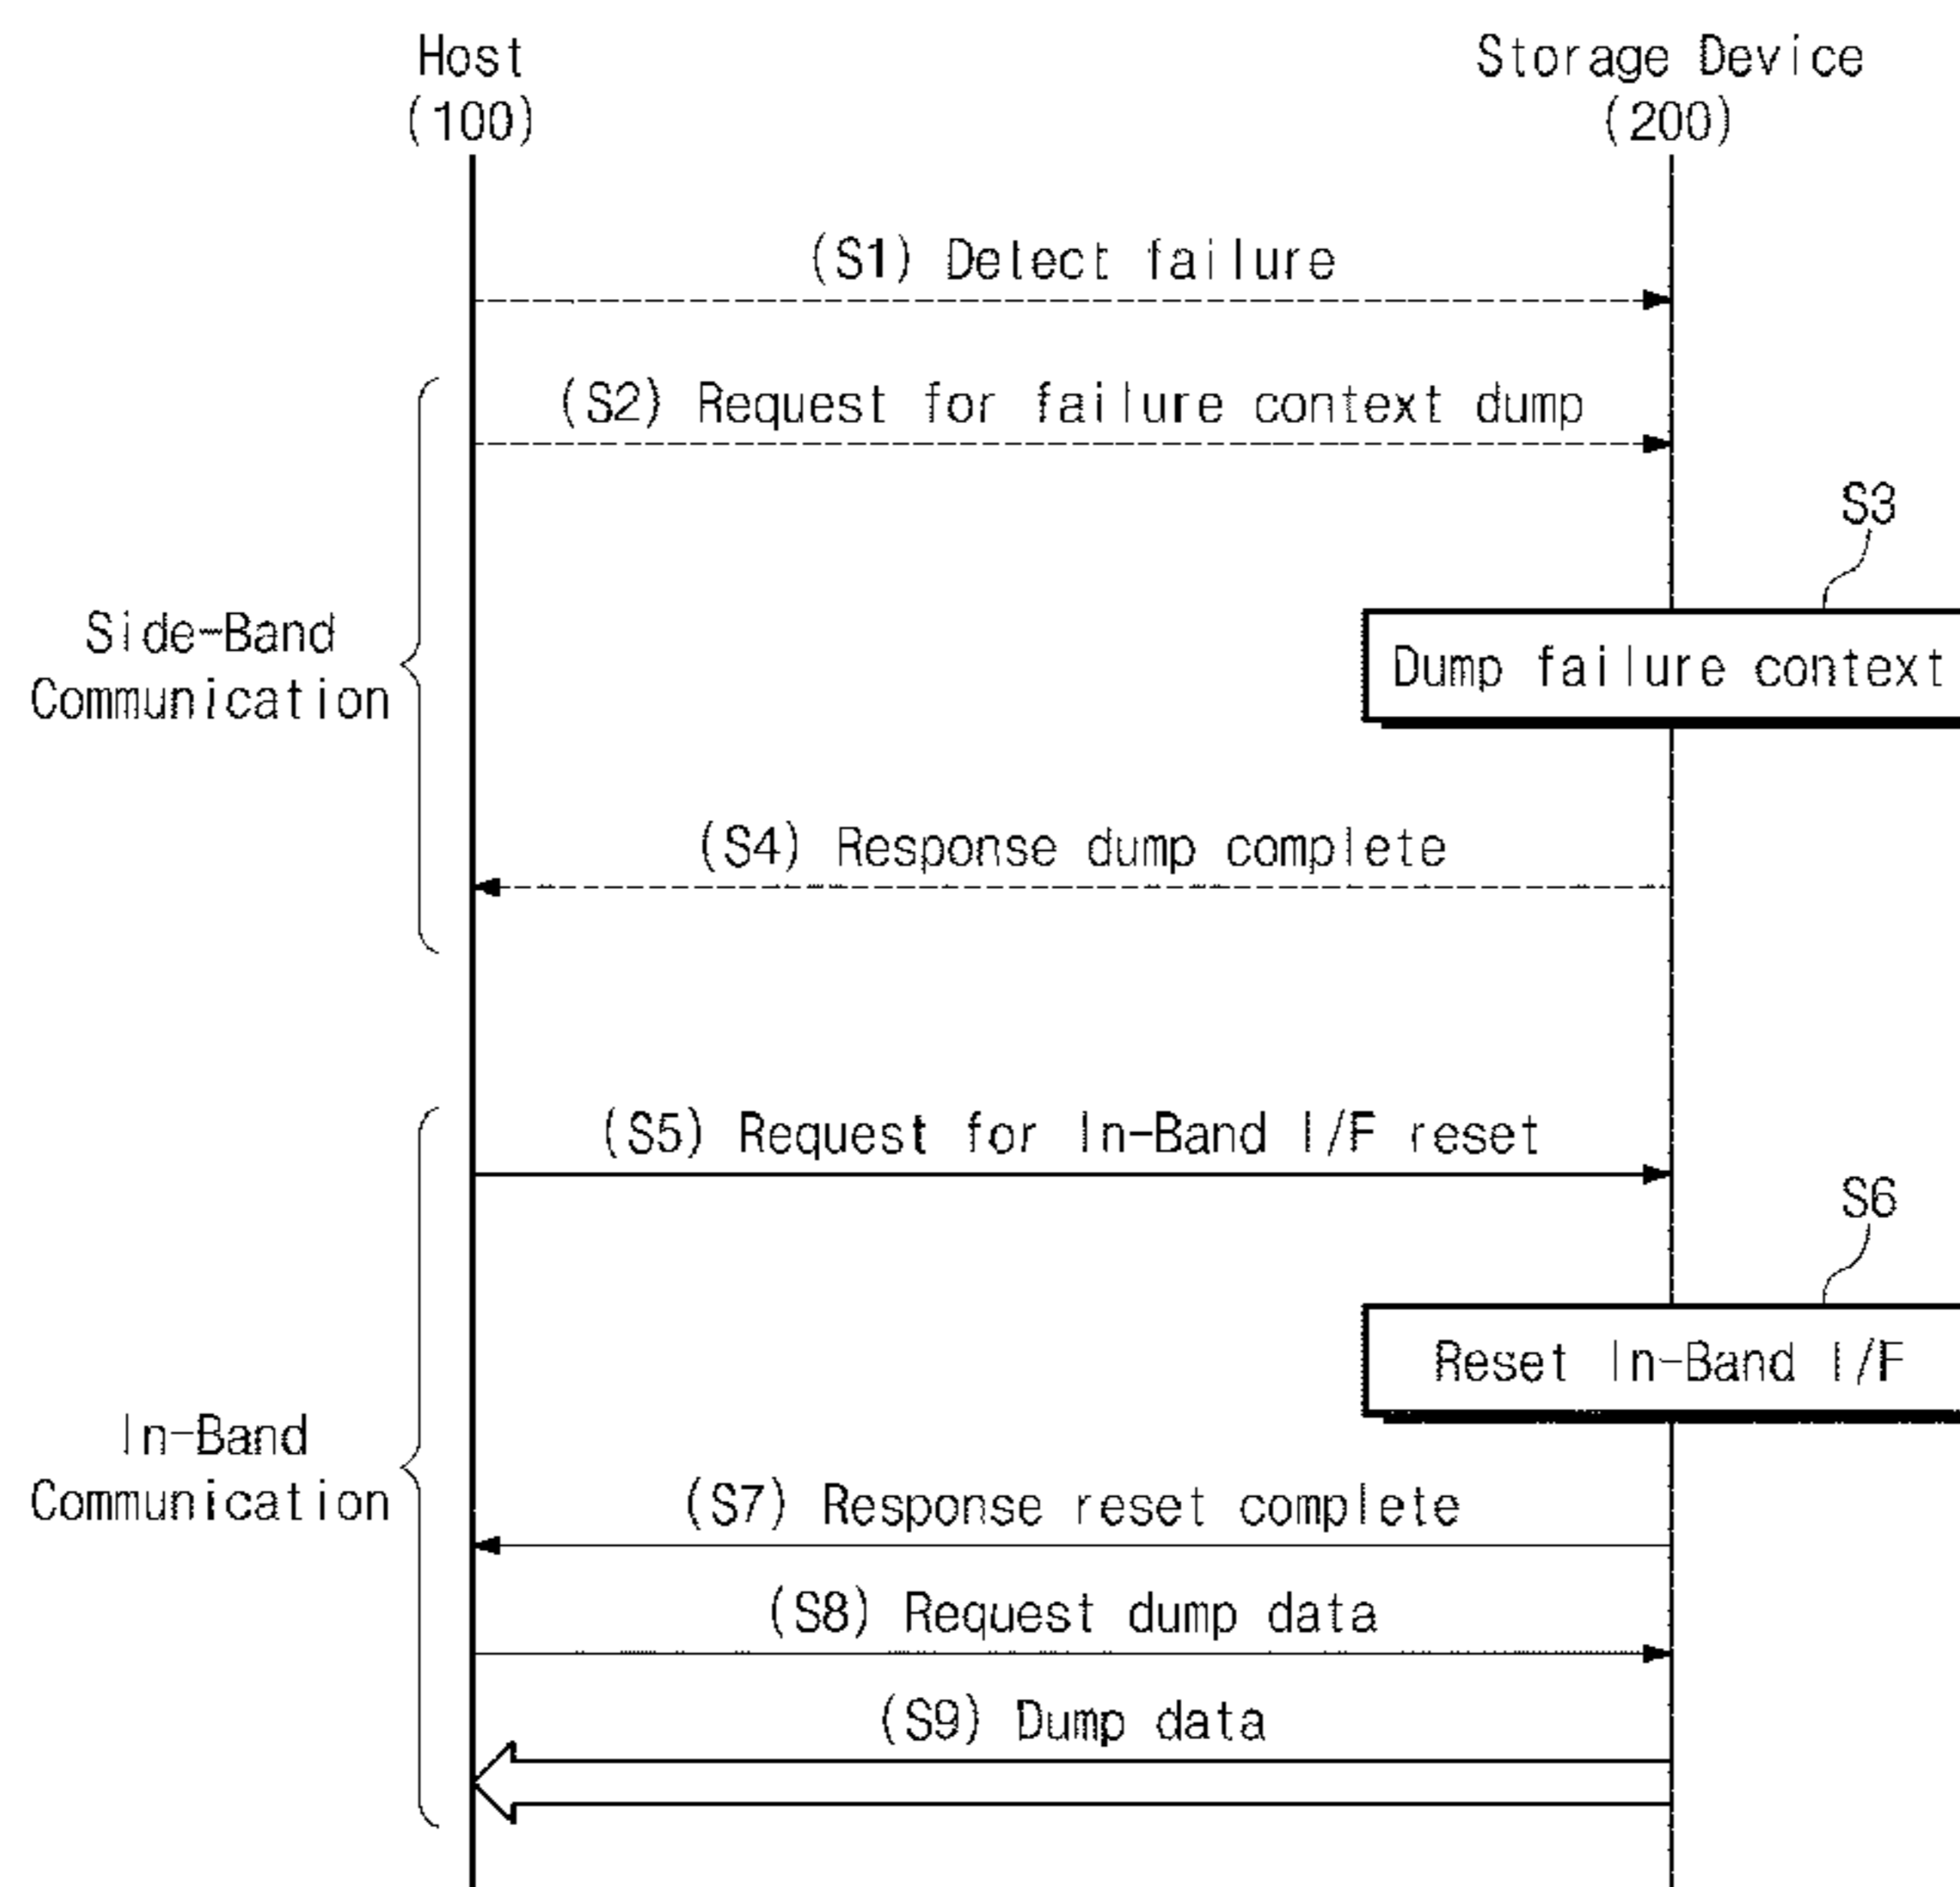 Host
(100)
Storage Device
(200)
(S1) Detect failure
(S2) Request for failure context dump
S3
Dump failure context
Side-Band
Communication
(S4) Response dump complete
(S5) Request for In-Band I/F reset
S6
Reset In-Band I/F
In-Band
Communication
(S7) Response reset complete
(S8) Request dump data
(S9) Dump data